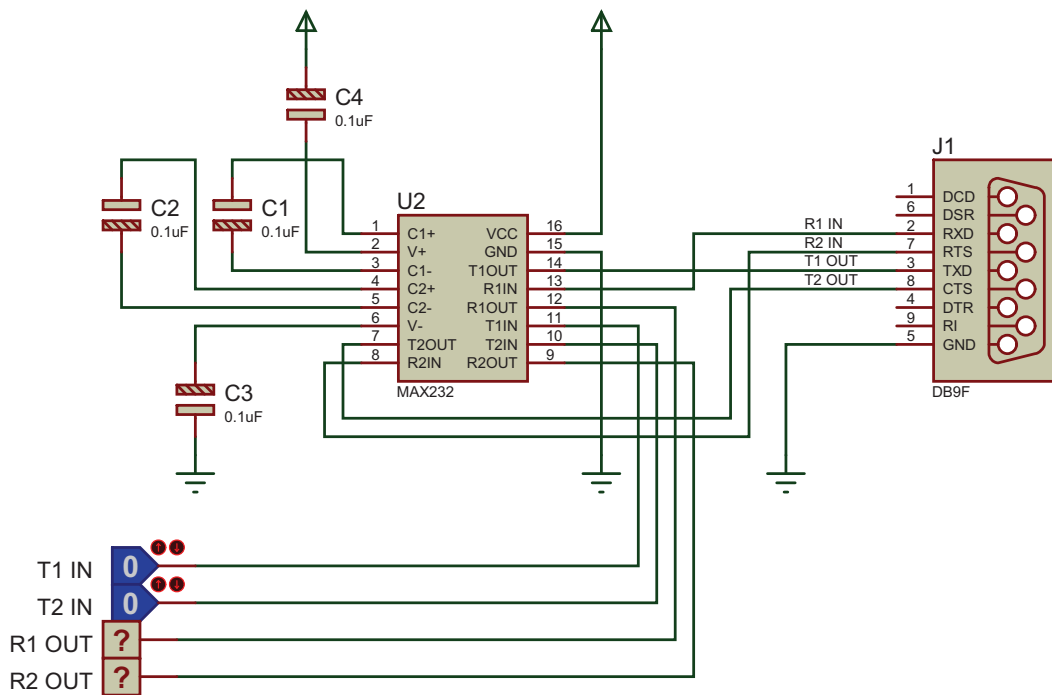 C4
0.1uF
C2
0.1uF
C1
0.1uF
U2
1 C1+ VCC 16
2 V+ GND 15
3 C1- T1OUT 14
4 C2+ R1IN 13
5 C2- R1OUT 12
6 V- T1IN 11
7 T2OUT T2IN 10
8 R2IN R2OUT 9
MAX232
C3
0.1uF
J1
1 DCD
6 DSR
R1 IN 2 RXD
R2 IN 7 RTS
T1 OUT 3 TXD
T2 OUT 8 CTS
4 DTR
9 RI
5 GND
DB9F
T1 IN 0
T2 IN 0
R1 OUT ?
R2 OUT ?